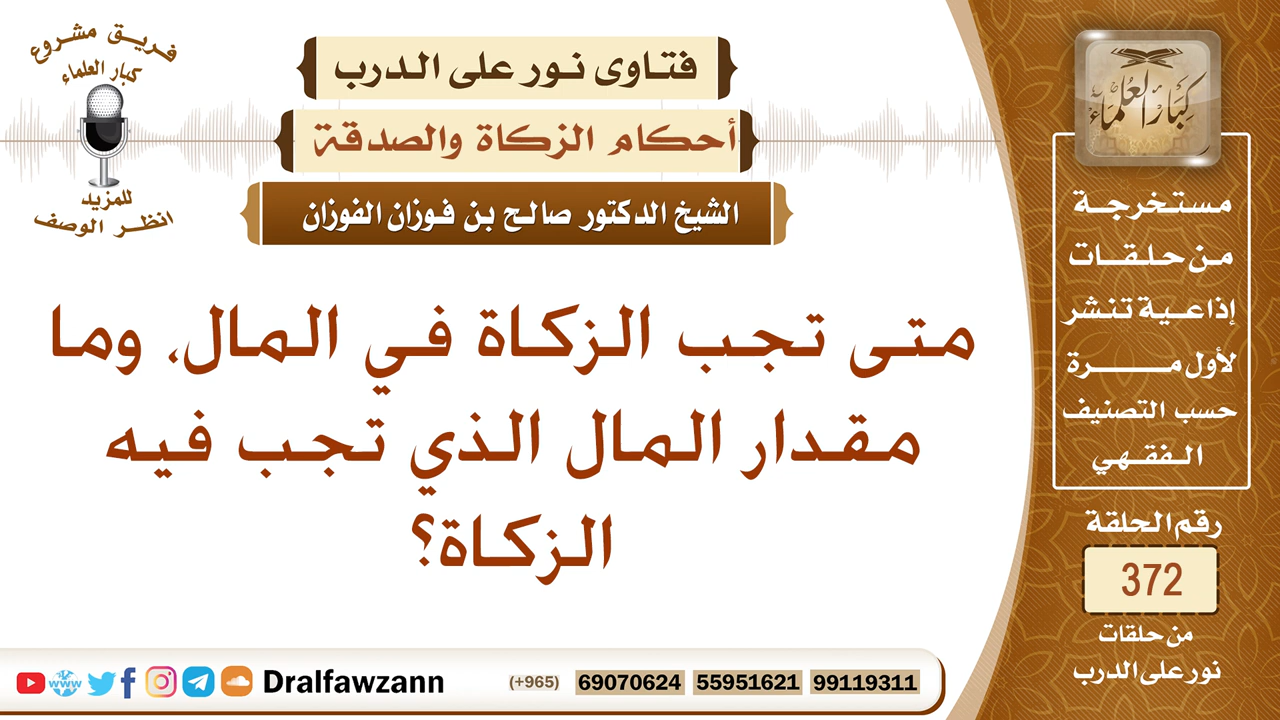 فريق مشروع
كبار العلماء
للمزيد
انظر الوصف
فتاوى نور على الدرب
أحكام الزكاة والصدقة
الشيخ الدكتور صالح بن فوزان الفوزان
متى تجب الزكاة في المال، وما
مقدار المال الذي تجب فيه
الزكاة؟
كبار العلماء
مستخرجة
من حلقات
إذاعية تنشر
لأول مرة
حسب التصنيف
الفقهي
رقم الحلقة
372
من حلقات
نور على الدرب
www Dralfawzann (+965) 69070624 55951621 99119311